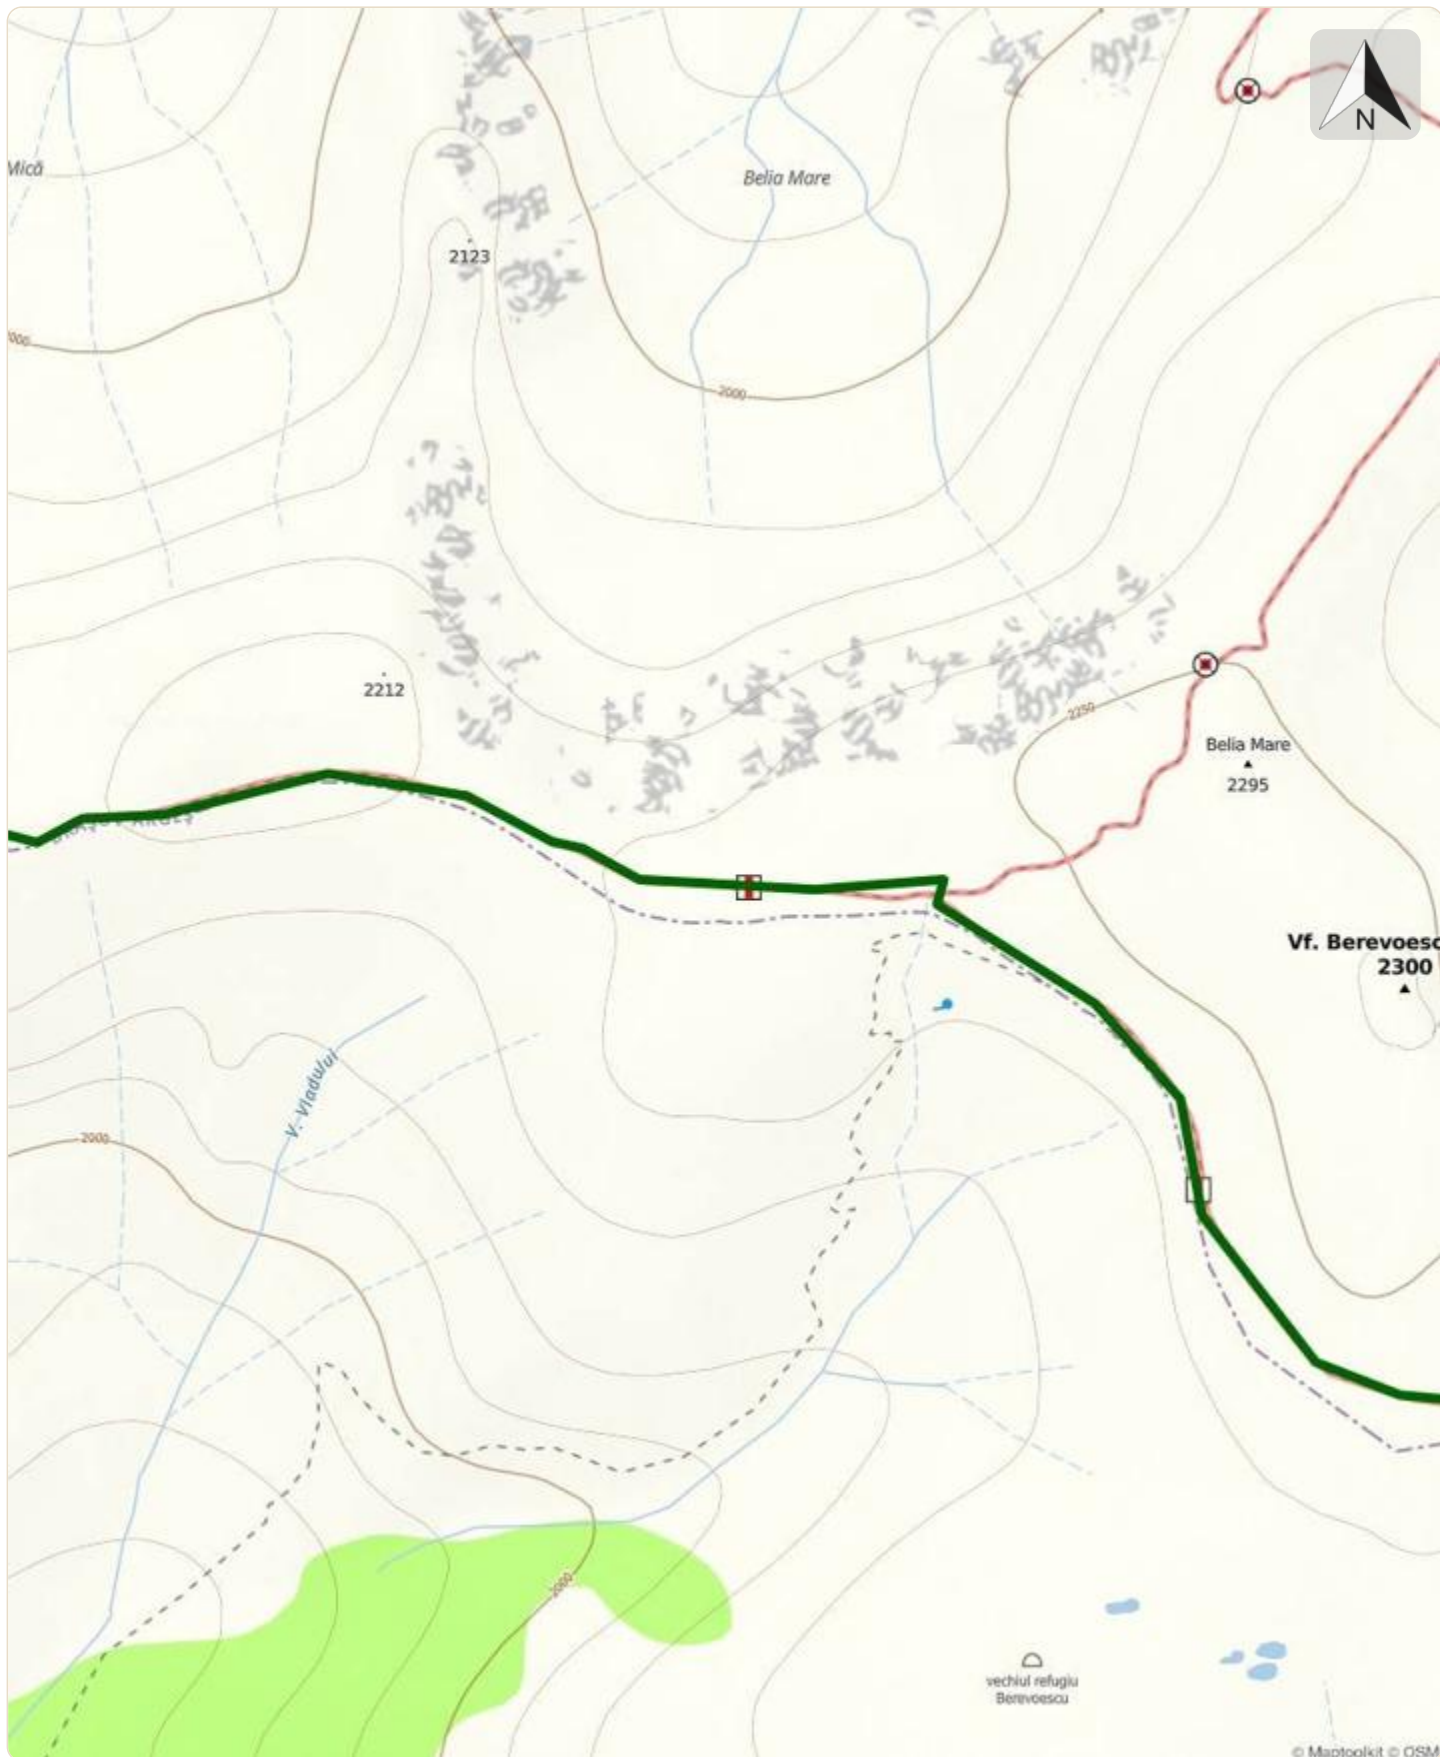 N
Mică
Belia Mare
2123
2000
2212
2250
Belia Mare
2295
Vf. Berevoesc
2300
V. Vladului
2000
2000
vechiul refugiu
Berevoescu
© Maptoolkit © OSM